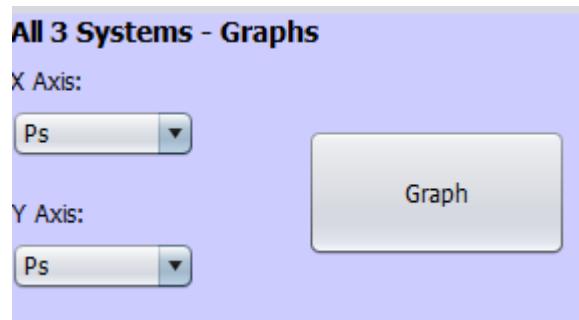 All 3 Systems - Graphs
X Axis:
Ps
Graph
Y Axis:
Ps